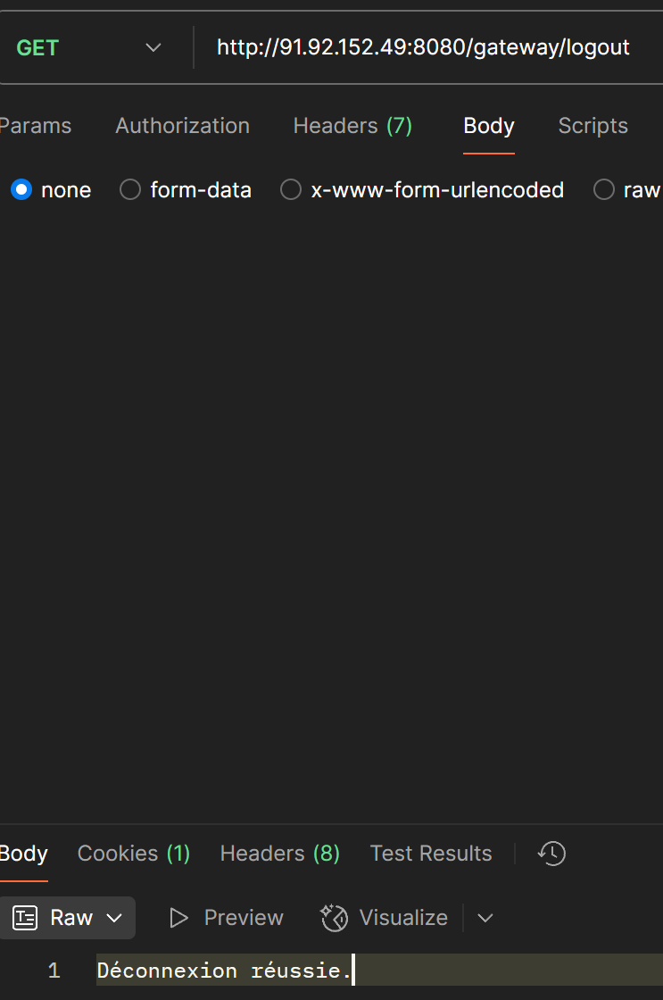 GET http://91.92.152.49:8080/gateway/logout
Params Authorization Headers (7) Body Scripts
none form-data x-www-form-urlencoded raw
Body Cookies (1) Headers (8) Test Results
Raw Preview Visualize
1 Déconnexion réussie.